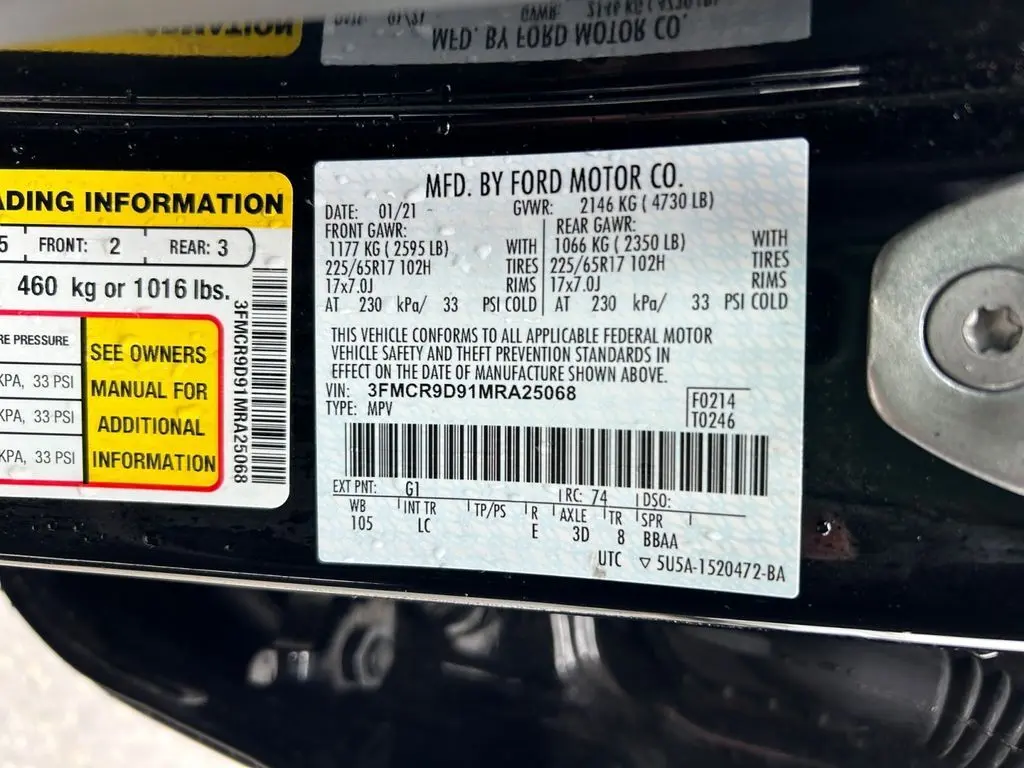 MFD. BY FORD MOTOR CO.
ADING INFORMATION
5 FRONT: 2 REAR: 3
460 kg or 1016 lbs.
RE PRESSURE
KPA, 33 PSI
KPA, 33 PSI
KPA, 33 PSI
SEE OWNERS
MANUAL FOR
ADDITIONAL
INFORMATION
3FMCR9D91MRA25068
MFD. BY FORD MOTOR CO.
DATE: 01/21 GVWR: 2146 KG ( 4730 LB)
FRONT GAWR: REAR GAWR:
1177 KG ( 2595 LB) WITH 1066 KG ( 2350 LB) WITH
225/65R17 102H TIRES 225/65R17 102H TIRES
17x7.0J RIMS 17x7.0J RIMS
AT 230 kPa/ 33 PSI COLD AT 230 kPa/ 33 PSI COLD
THIS VEHICLE CONFORMS TO ALL APPLICABLE FEDERAL MOTOR
VEHICLE SAFETY AND THEFT PREVENTION STANDARDS IN
EFFECT ON THE DATE OF MANUFACTURE SHOWN ABOVE.
VIN: 3FMCR9D91MRA25068
TYPE: MPV
F0214
T0246
EXT PNT: G1 RC: 74 DSO:
WB INT TR TP/PS R AXLE TR SPR
105 LC E 3D 8 BBAA
UTC ▽ 5U5A-1520472-BA